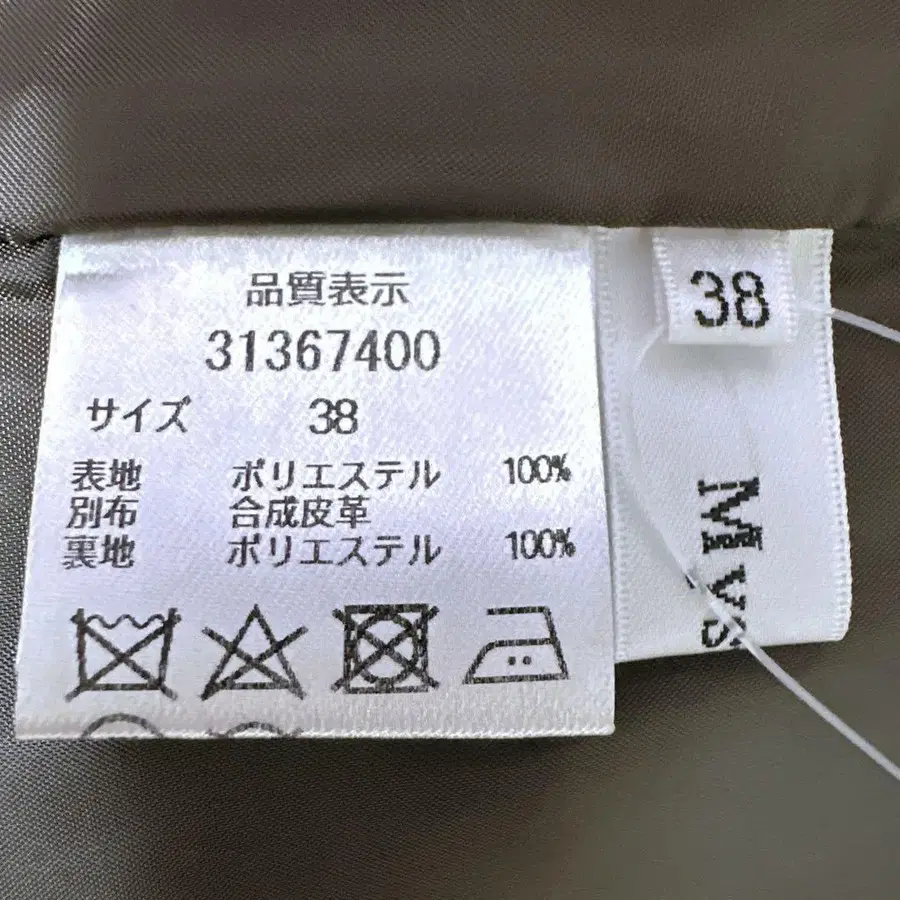 品質表示
31367400
サイズ 38
表地 ポリエステル 100%
別布 合成皮革
裏地 ポリエステル 100%
38